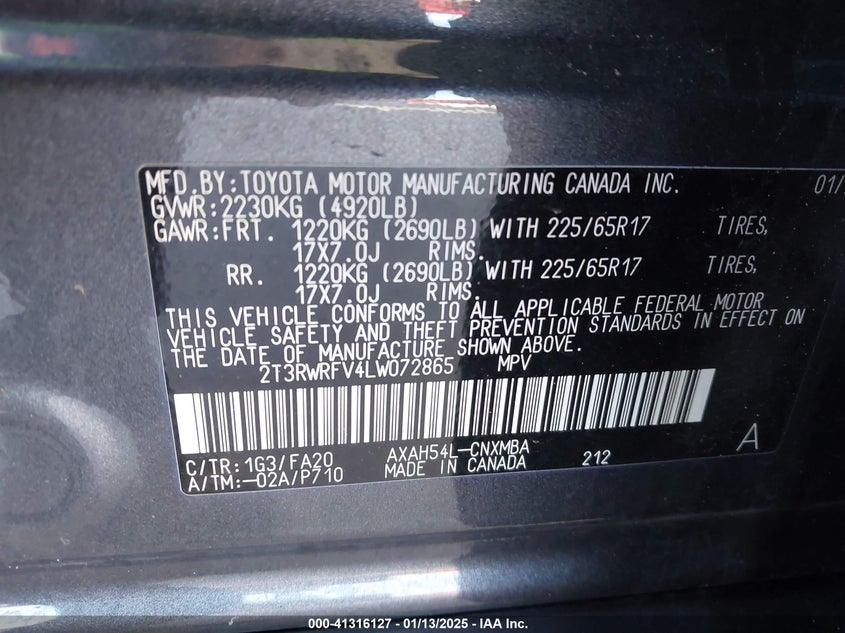 MFD.BY:TOYOTA MOTOR MANUFACTURING CANADA INC. 01/
GVWR:2230KG (4920LB)
GAWR:FRT. 1220KG (2690LB) WITH 225/65R17 TIRES,
17X7.0J RIMS.
RR. 1220KG (2690LB) WITH 225/65R17 TIRES,
17X7.0J RIMS.
THIS VEHICLE CONFORMS TO ALL APPLICABLE FEDERAL MOTOR
VEHICLE SAFETY AND THEFT PREVENTION STANDARDS IN EFFECT ON
THE DATE OF MANUFACTURE SHOWN ABOVE.
2T3RWRFV4LW072865 MPV
C/TR:1G3/FA20 AXAH54L-CNXMBA 212 A
A/TM:-02A/P710 MADE IN CANADA
000-41316127 - 01/13/2025 - IAA Inc.